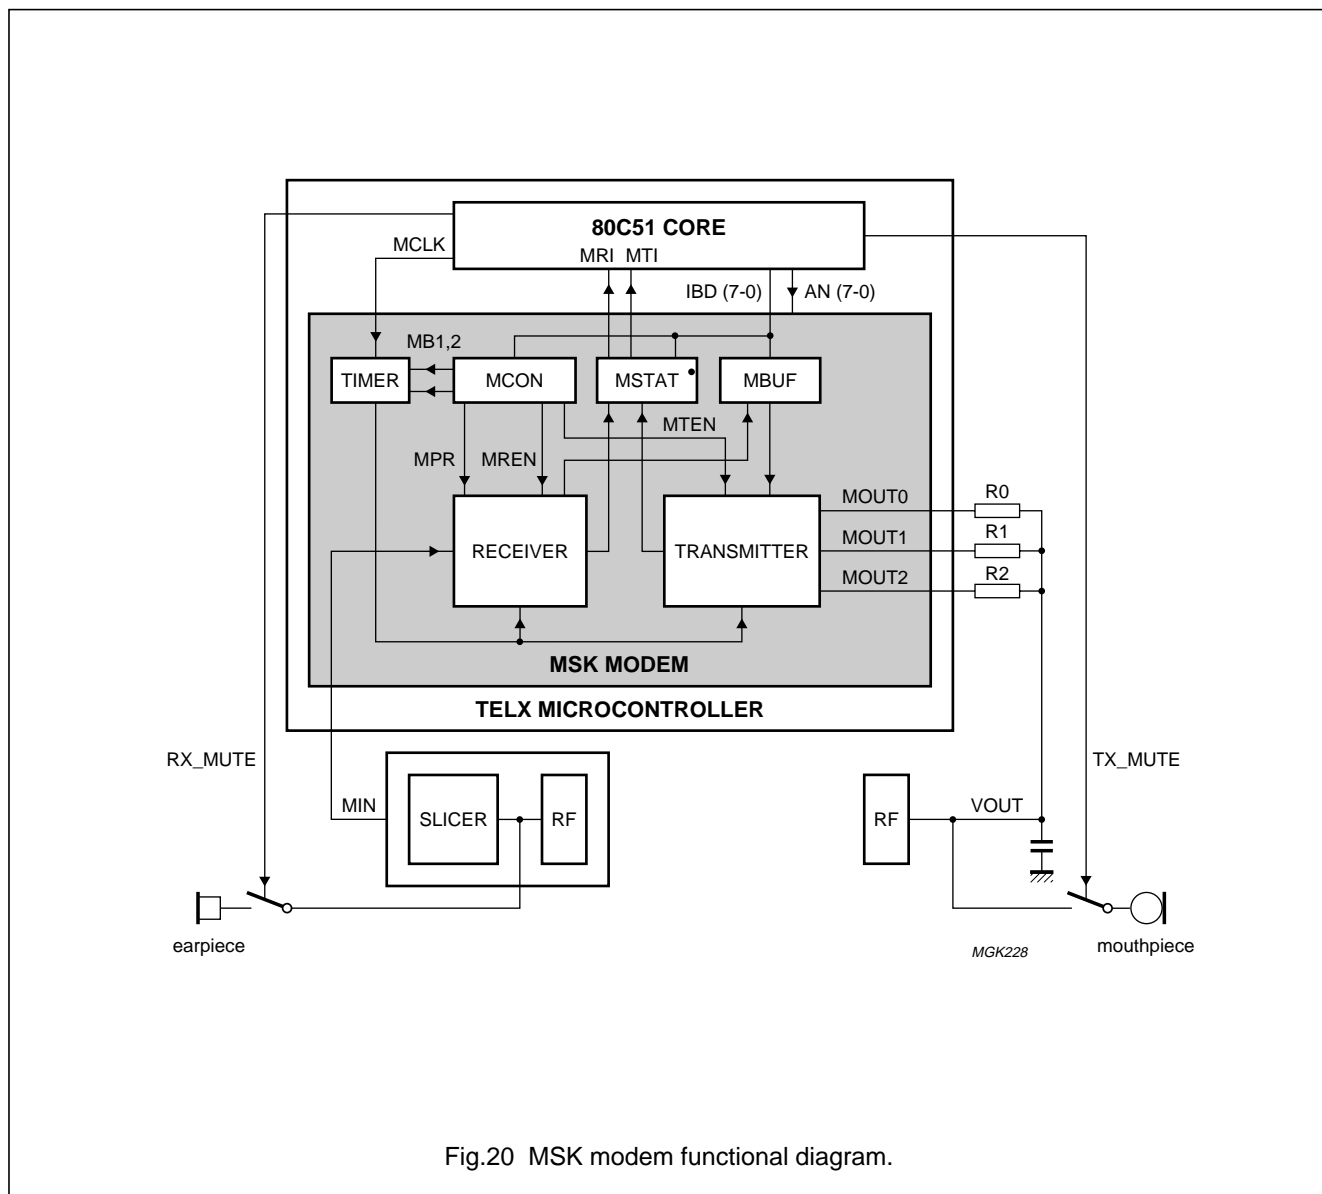 80C51 CORE
MCLK
MRI MTI
IBD (7-0) AN (7-0)
MB1,2
TIMER MCON MSTAT MBUF
MTEN
MPR MREN
MOUT0 R0
RECEIVER TRANSMITTER MOUT1 R1
MOUT2 R2
MSK MODEM
TELX MICROCONTROLLER
RX_MUTE TX_MUTE
MIN SLICER RF RF VOUT
earpiece MGK228 mouthpiece
Fig.20 MSK modem functional diagram.